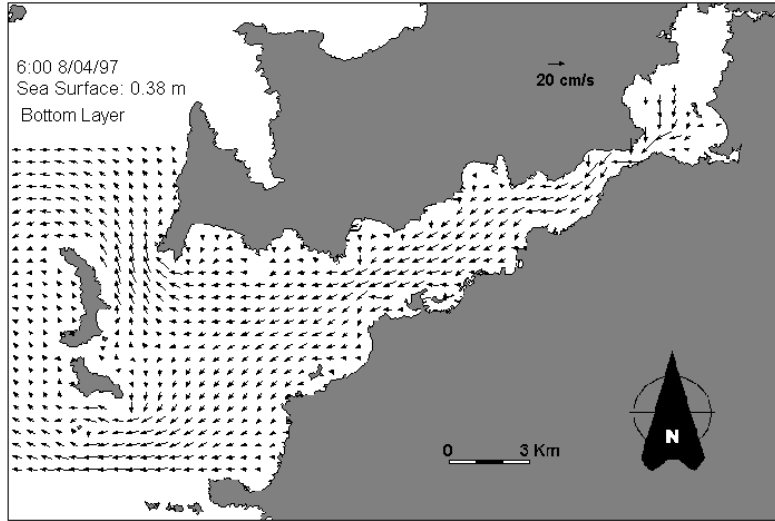 6:00 8/04/97
Sea Surface: 0.38 m
Bottom Layer
20 cm/s
0 3 Km
N